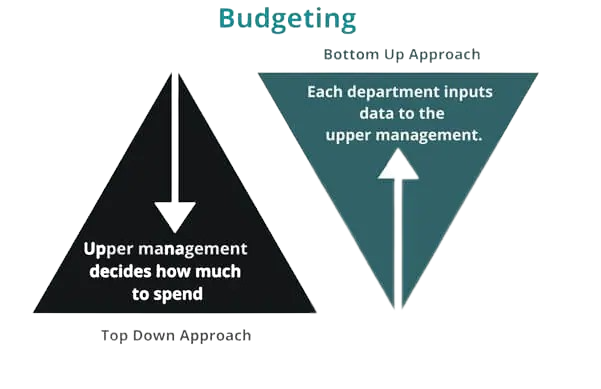 Budgeting
Bottom Up Approach
Each department inputs
data to the
upper management.
Upper management
decides how much
to spend
Top Down Approach